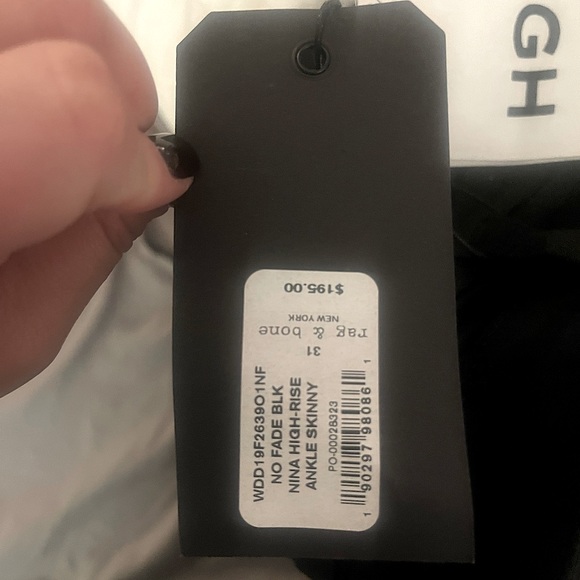 GH
$195.00
rag & bone
NEW YORK
31
WDD19F2639O1NF
NO FADE BLK
NINA HIGH-RISE
ANKLE SKINNY
PO-00028323
1 90297 98086 1